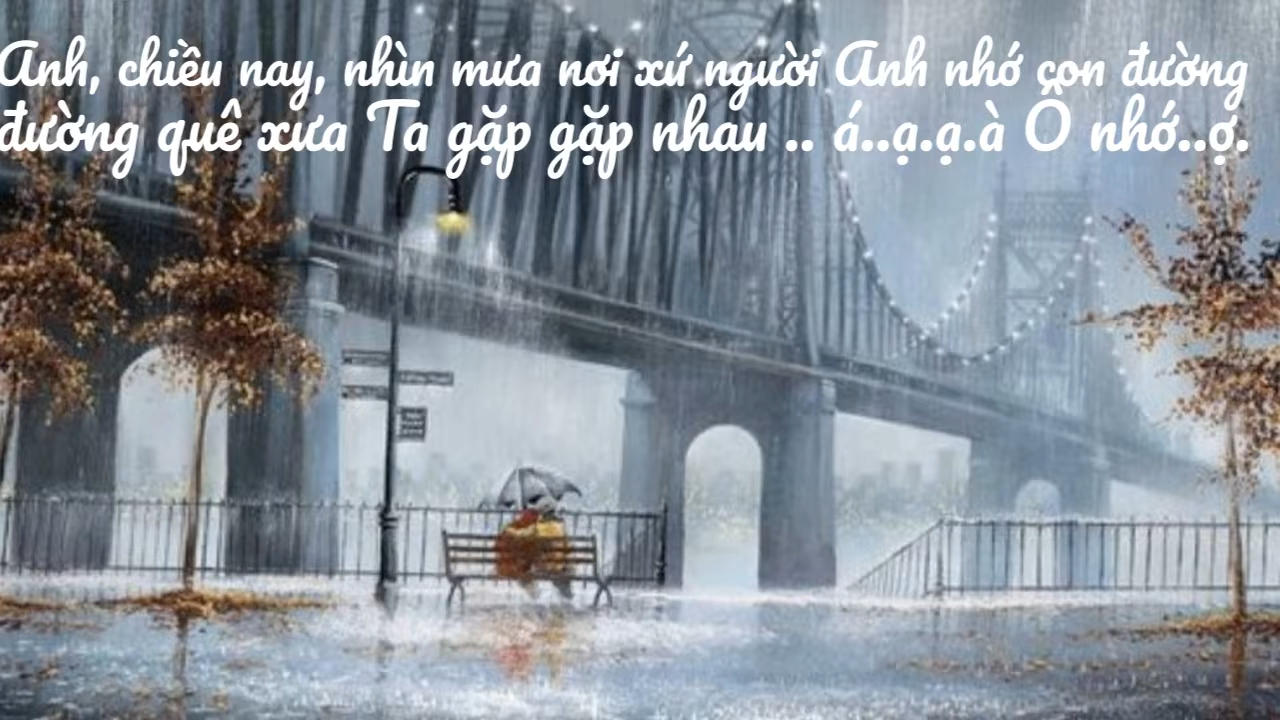 Anh, chiều nay, nhìn mưa nơi xứ người Anh nhớ con đường
đường quê xưa Ta gặp gặp nhau .. á..ạ.ạ.à Ô nhớ..ợ.